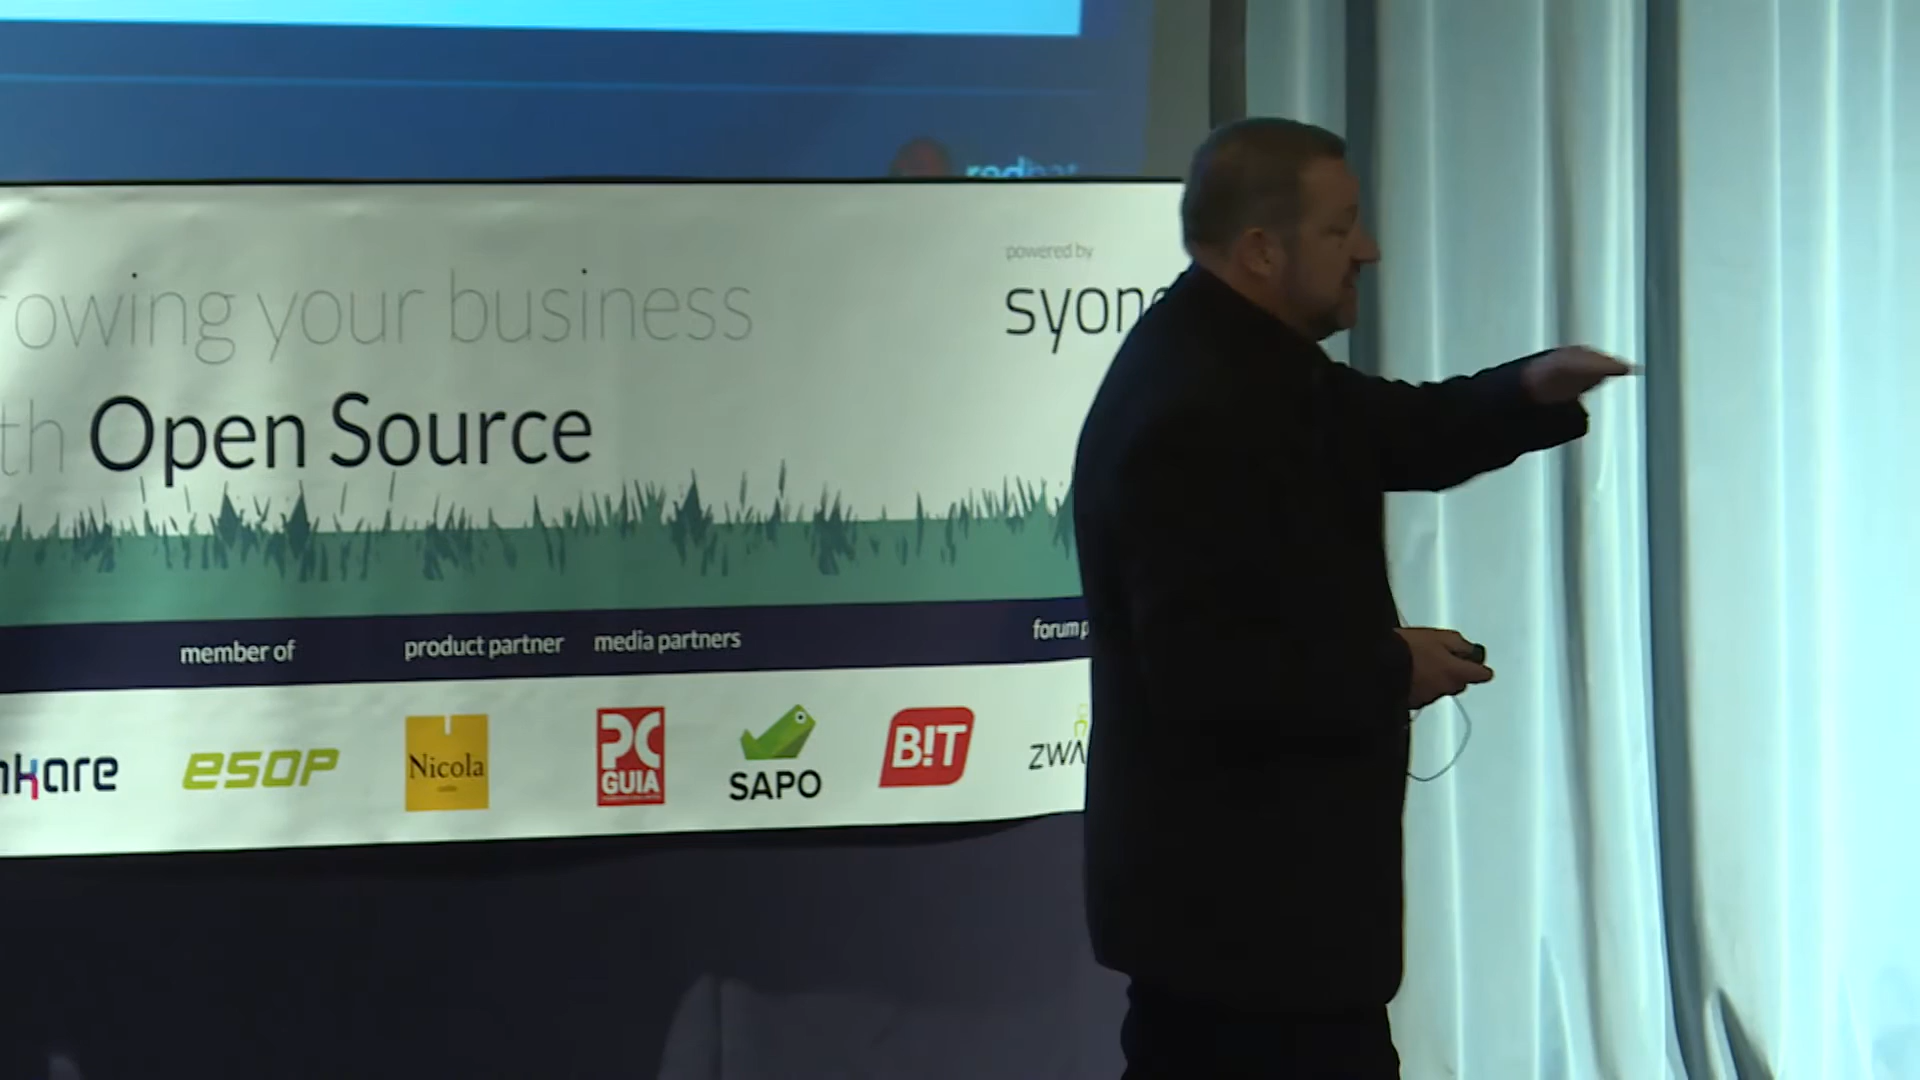 owing your business
th Open Source
powered by
syon
member of
product partner
media partners
forum p
nkare
esop
Nicola
PC
GUIA
SAPO
B!T
ZWA